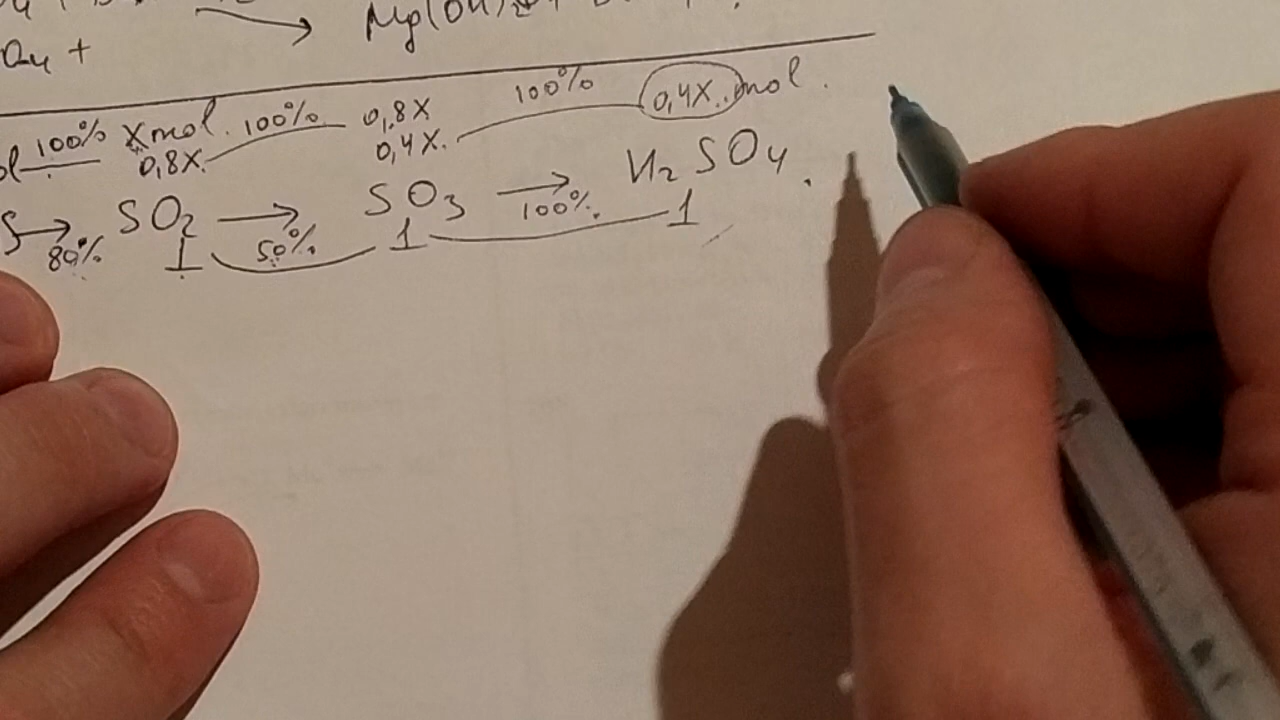 Mg(OH)₂↓
O₄ +
100% Xmol. 100% 0,8X 100% 0,4X mol.
0,8X. 0,4X.
S → SO₂ → SO₃ → H₂SO₄.
80% 1 50% 1 100%. 1